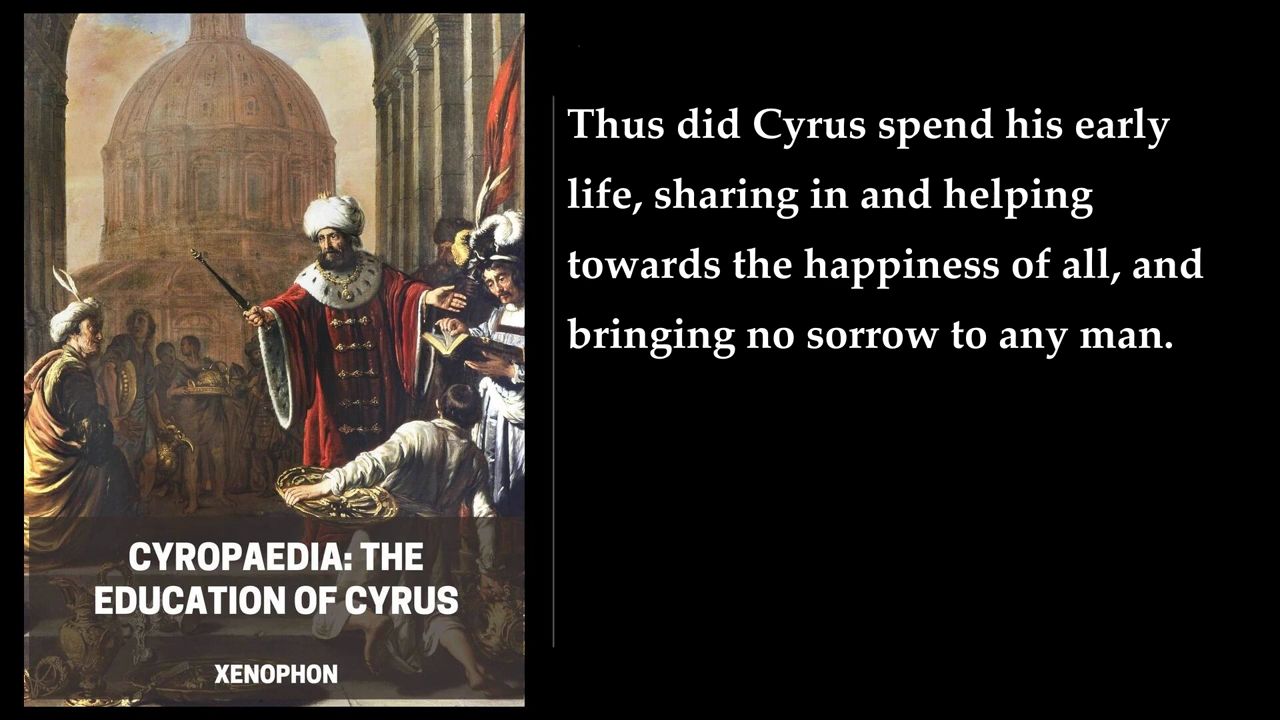 CYROPAEDIA: THE
EDUCATION OF CYRUS
XENOPHON
Thus did Cyrus spend his early
life, sharing in and helping
towards the happiness of all, and
bringing no sorrow to any man.